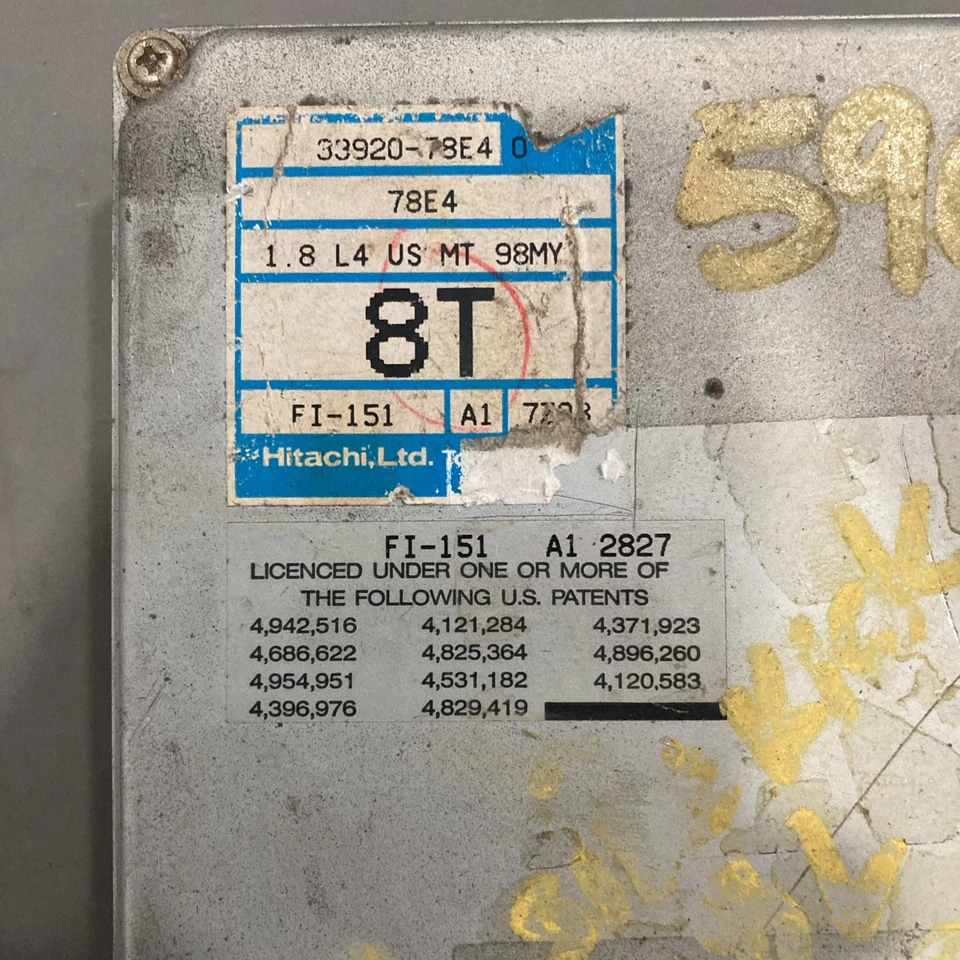 33920-78E4 0
78E4
1.8 L4 US MT 98MY
8T
FI-151 A1
Hitachi,Ltd.
FI-151 A1 2827
LICENCED UNDER ONE OR MORE OF
THE FOLLOWING U.S. PATENTS
4,942,516 4,121,284 4,371,923
4,686,622 4,825,364 4,896,260
4,954,951 4,531,182 4,120,583
4,396,976 4,829,419
59